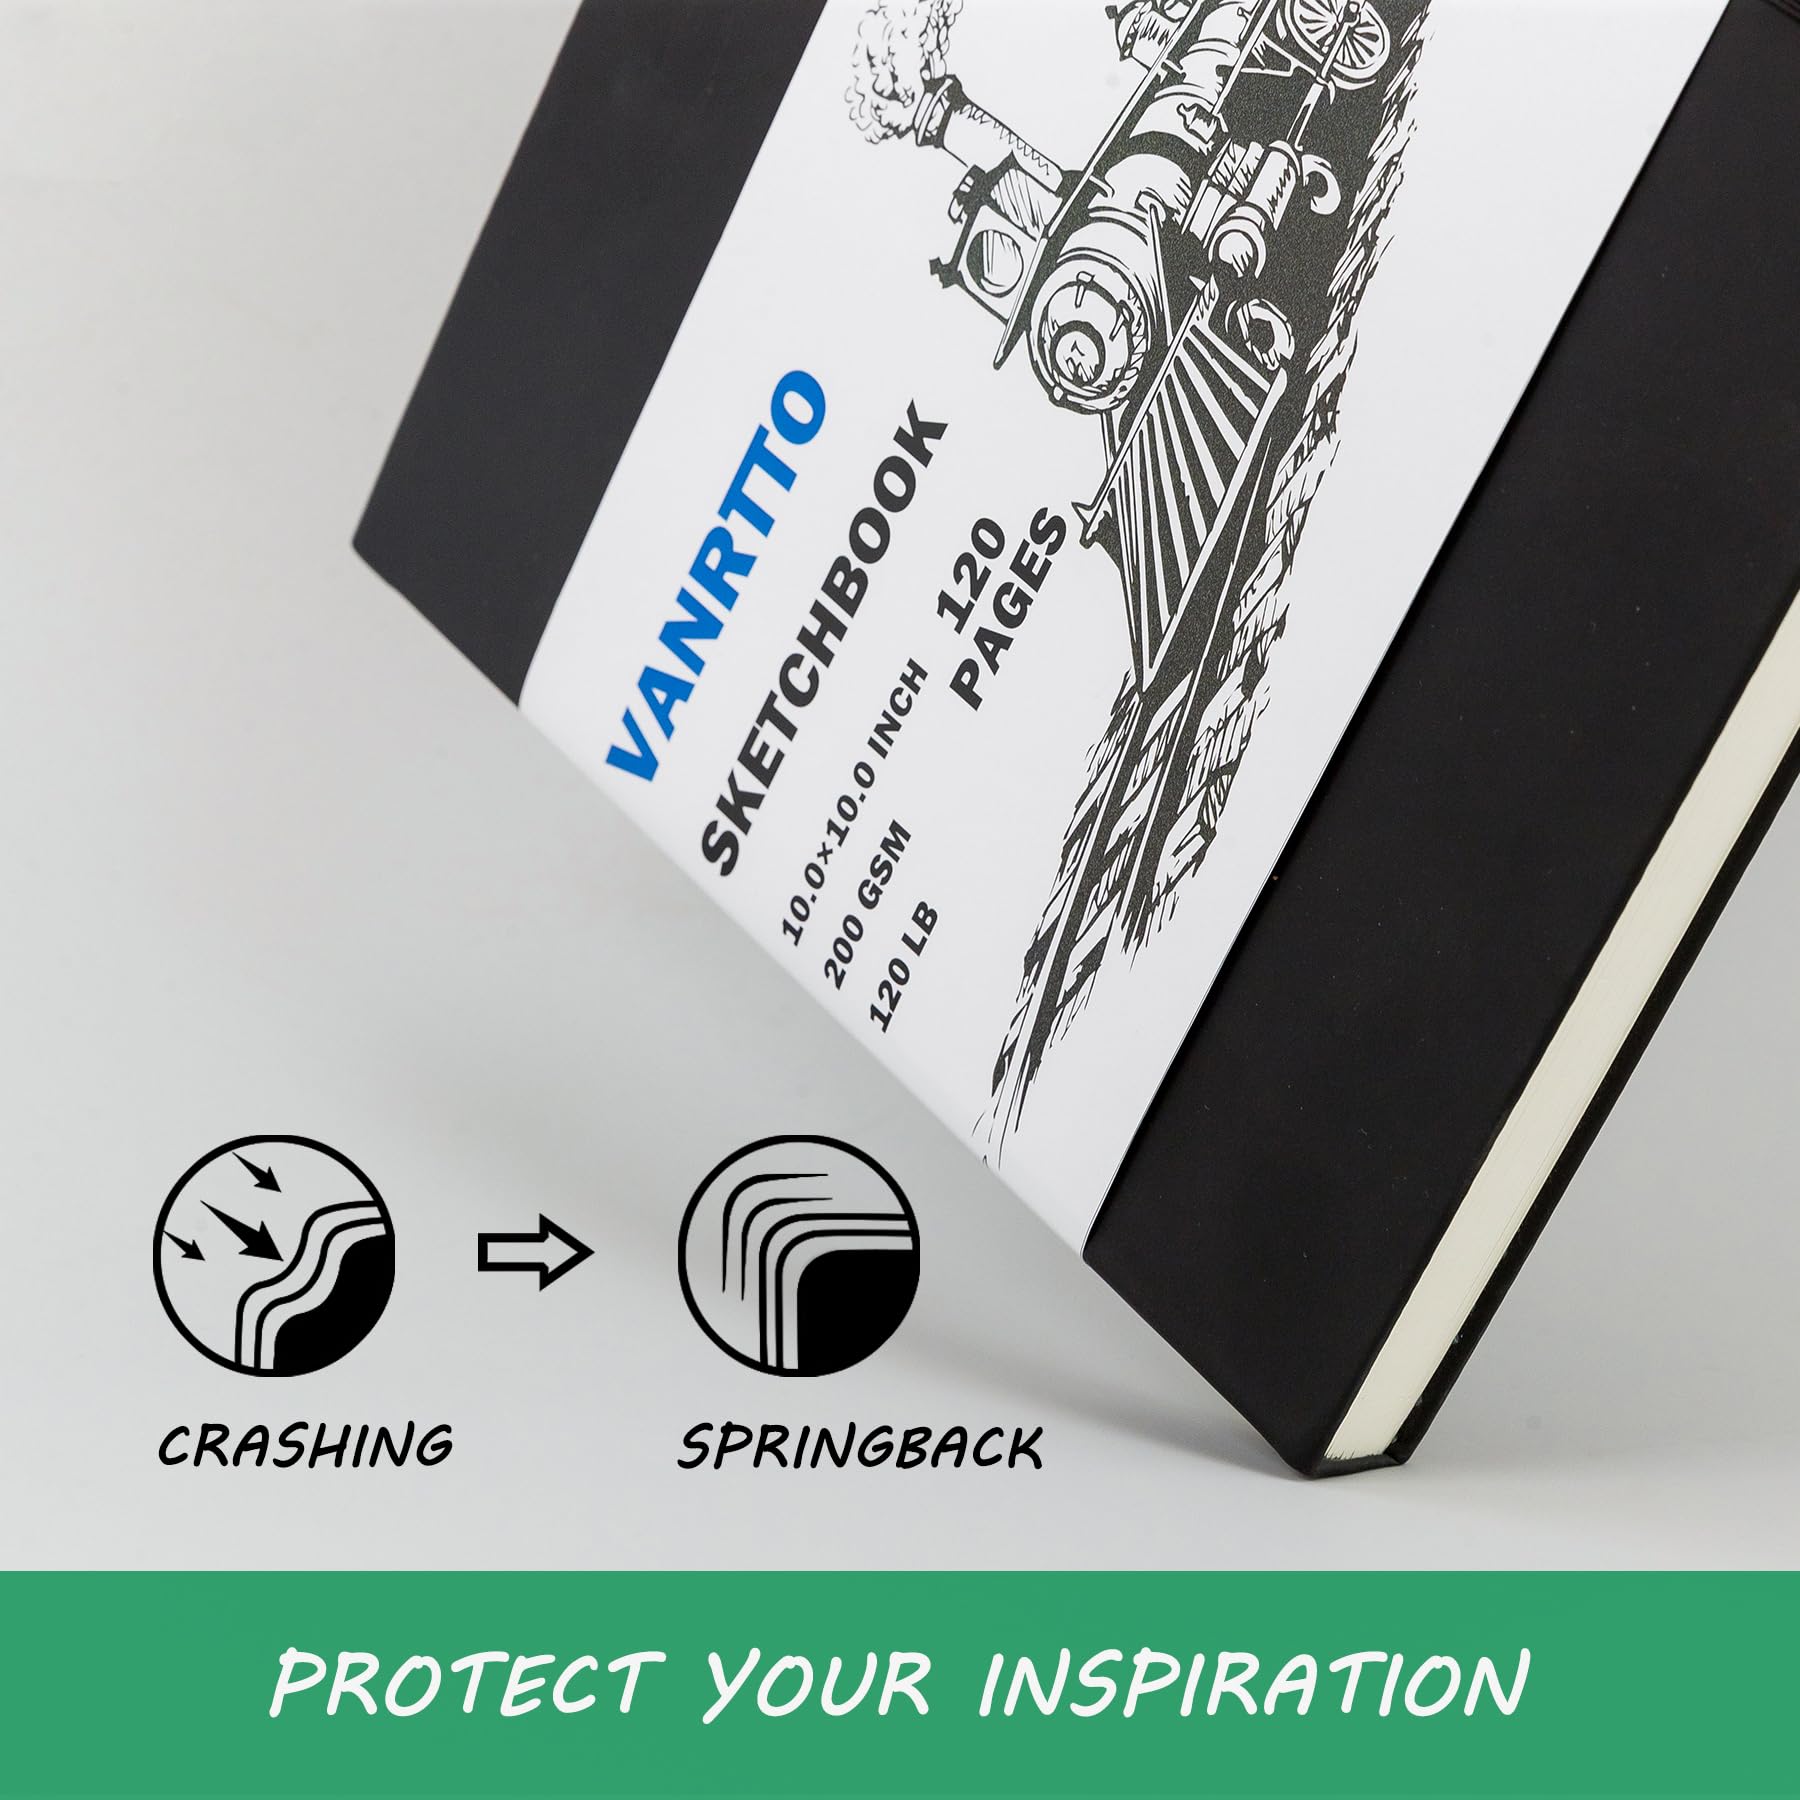 VANRTTO
SKETCHBOOK
10.0×10.0 INCH
200 GSM
120 LB
120
PAGES
CRASHING
SPRINGBACK
PROTECT YOUR INSPIRATION